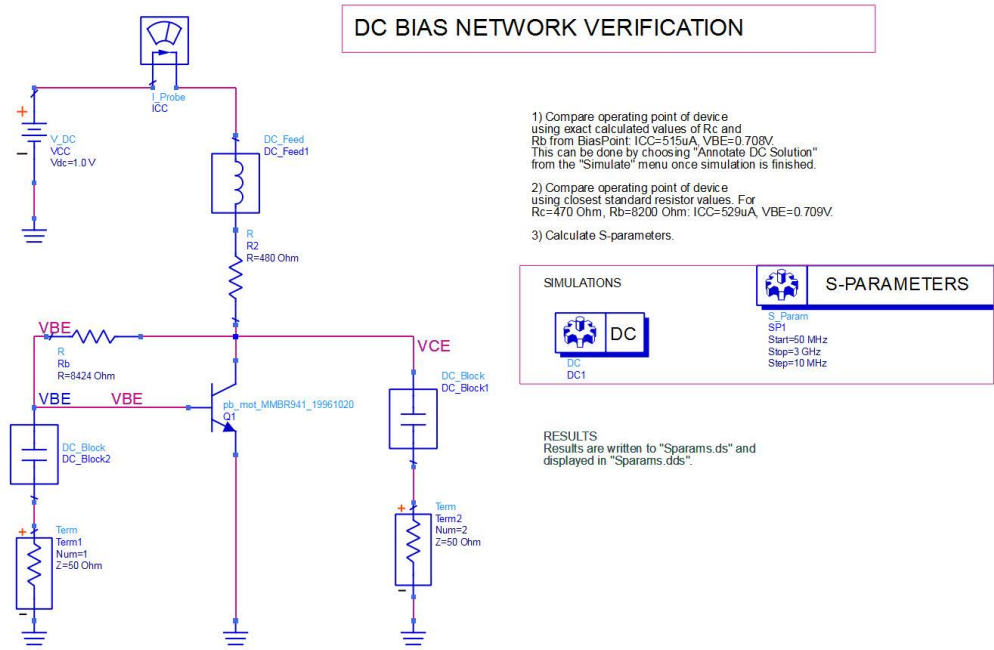 DC BIAS NETWORK VERIFICATION
I_Probe
ICC
+
V_DC
VCC
Vdc=1.0 V
−
DC_Feed
DC_Feed1
R
R2
R=480 Ohm
VBE
R
Rb
R=8424 Ohm
VCE
VBE
VBE
pb_mot_MMBR941_19961020
Q1
DC_Block
DC_Block1
DC_Block
DC_Block2
+
Term
Term1
Num=1
Z=50 Ohm
−
+
Term
Term2
Num=2
Z=50 Ohm
−
1) Compare operating point of device
using exact calculated values of Rc and
Rb from BiasPoint: ICC=515uA, VBE=0.708V.
This can be done by choosing "Annotate DC Solution"
from the "Simulate" menu once simulation is finished.
2) Compare operating point of device
using closest standard resistor values. For
Rc=470 Ohm, Rb=8200 Ohm: ICC=529uA, VBE=0.709V.
3) Calculate S-parameters.
SIMULATIONS
DC
DC
DC1
S-PARAMETERS
S_Param
SP1
Start=50 MHz
Stop=3 GHz
Step=10 MHz
RESULTS
Results are written to "Sparams.ds" and
displayed in "Sparams.dds".